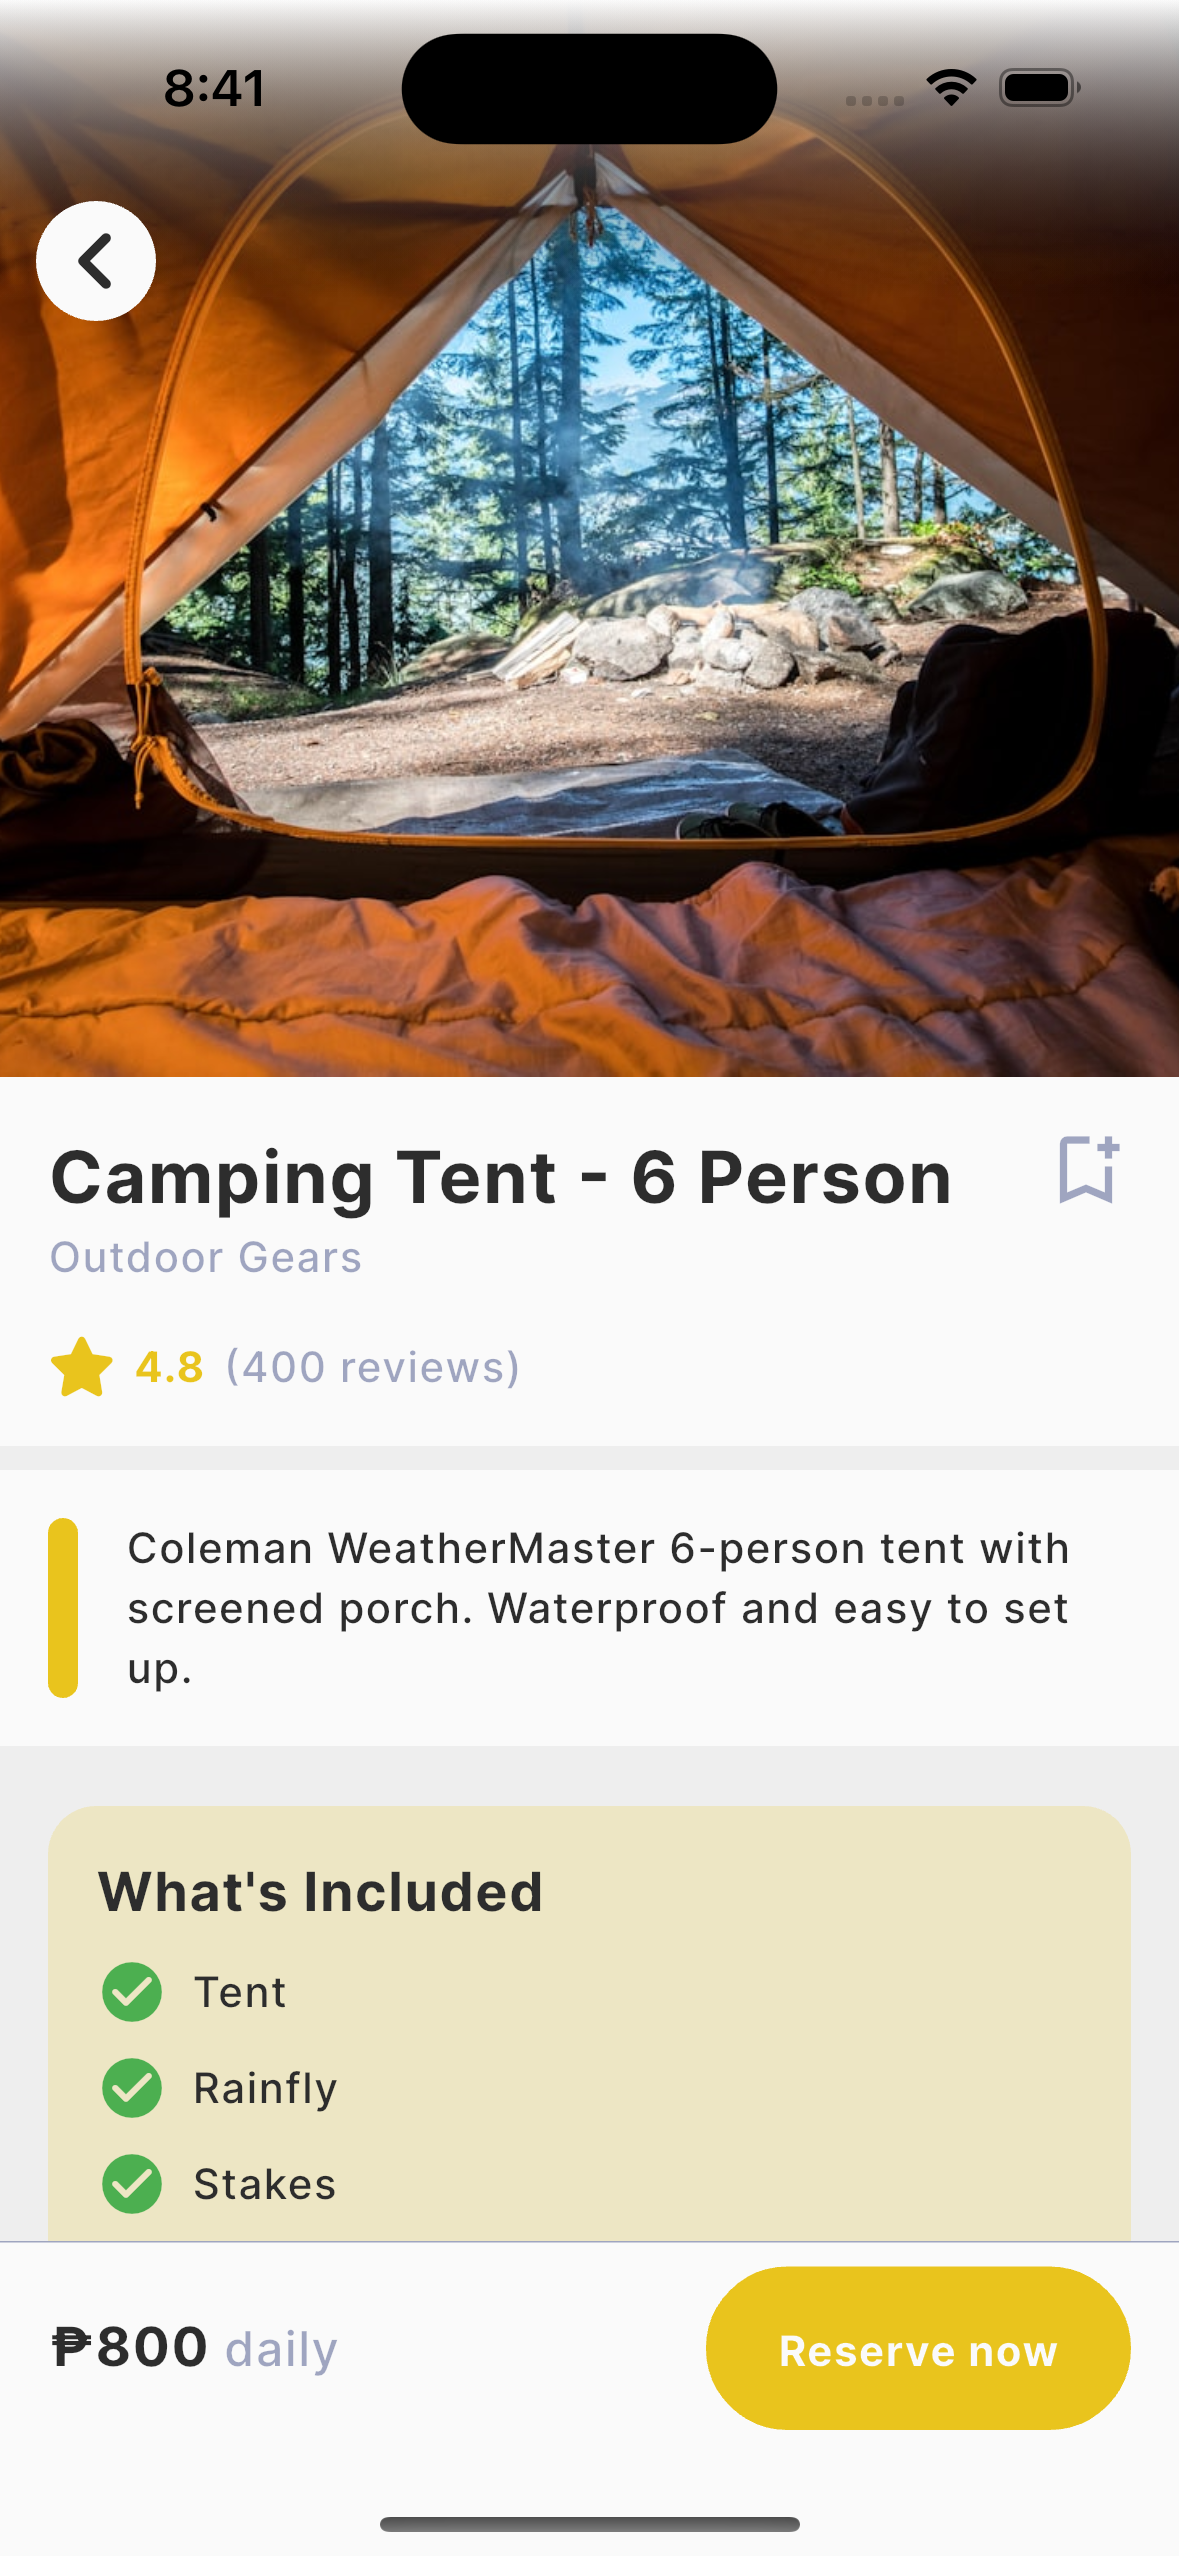 8:41
Camping Tent - 6 Person
Outdoor Gears
4.8 (400 reviews)
Coleman WeatherMaster 6-person tent with
screened porch. Waterproof and easy to set
up.
What's Included
Tent
Rainfly
Stakes
₱800 daily
Reserve now